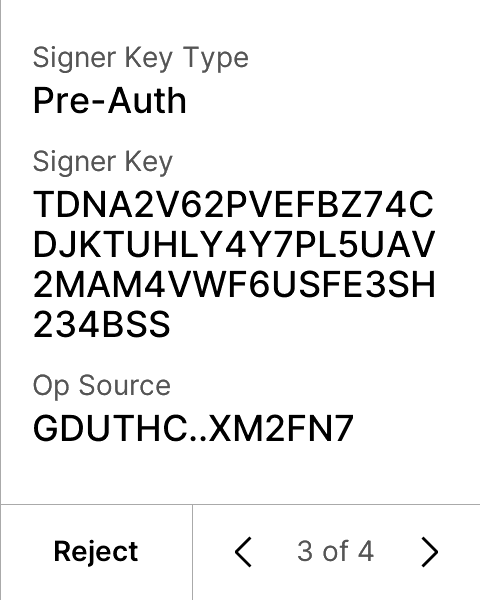 Signer Key Type
Pre-Auth
Signer Key
TDNA2V62PVEFBZ74C
DJKTUHLY4Y7PL5UAV
2MAM4VWF6USFE3SH
234BSS
Op Source
GDUTHC..XM2FN7
Reject
3 of 4